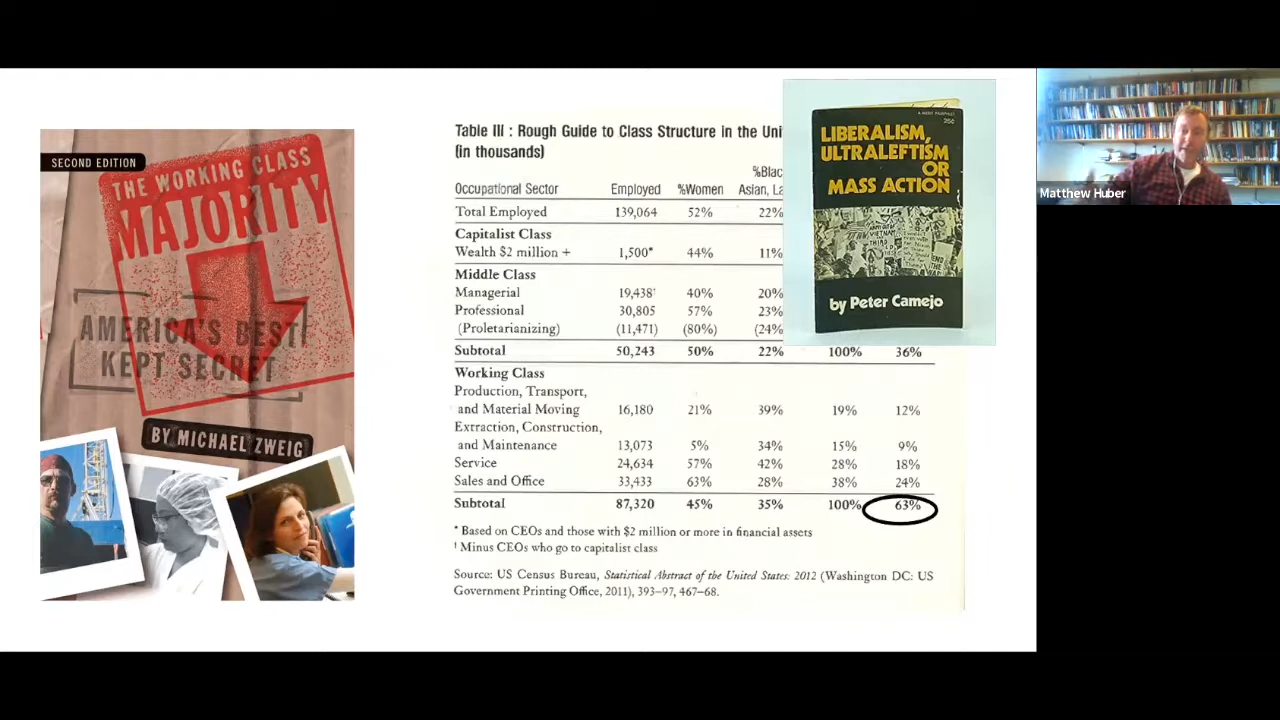 SECOND EDITION
THE WORKING CLASS
MAJORITY
AMERICA'S BEST
KEPT SECRET
BY MICHAEL ZWEIG
Table III : Rough Guide to Class Structure in the Uni
(in thousands)
%Blac
Occupational Sector Employed %Women Asian, La
Total Employed 139,064 52% 22%
Capitalist Class
Wealth $2 million + 1,500* 44% 11%
Middle Class
Managerial 19,438† 40% 20%
Professional 30,805 57% 23%
(Proletarianizing) (11,471) (80%) (24%
Subtotal 50,243 50% 22% 100% 36%
Working Class
Production, Transport,
and Material Moving 16,180 21% 39% 19% 12%
Extraction, Construction,
and Maintenance 13,073 5% 34% 15% 9%
Service 24,634 57% 42% 28% 18%
Sales and Office 33,433 63% 28% 38% 24%
Subtotal 87,320 45% 35% 100% 63%
* Based on CEOs and those with $2 million or more in financial assets
† Minus CEOs who go to capitalist class
Source: US Census Bureau, Statistical Abstract of the United States: 2012 (Washington DC: US
Government Printing Office, 2011), 393–97, 467–68.
25¢
LIBERALISM,
ULTRALEFTISM
OR
MASS ACTION
by Peter Camejo
Matthew Huber